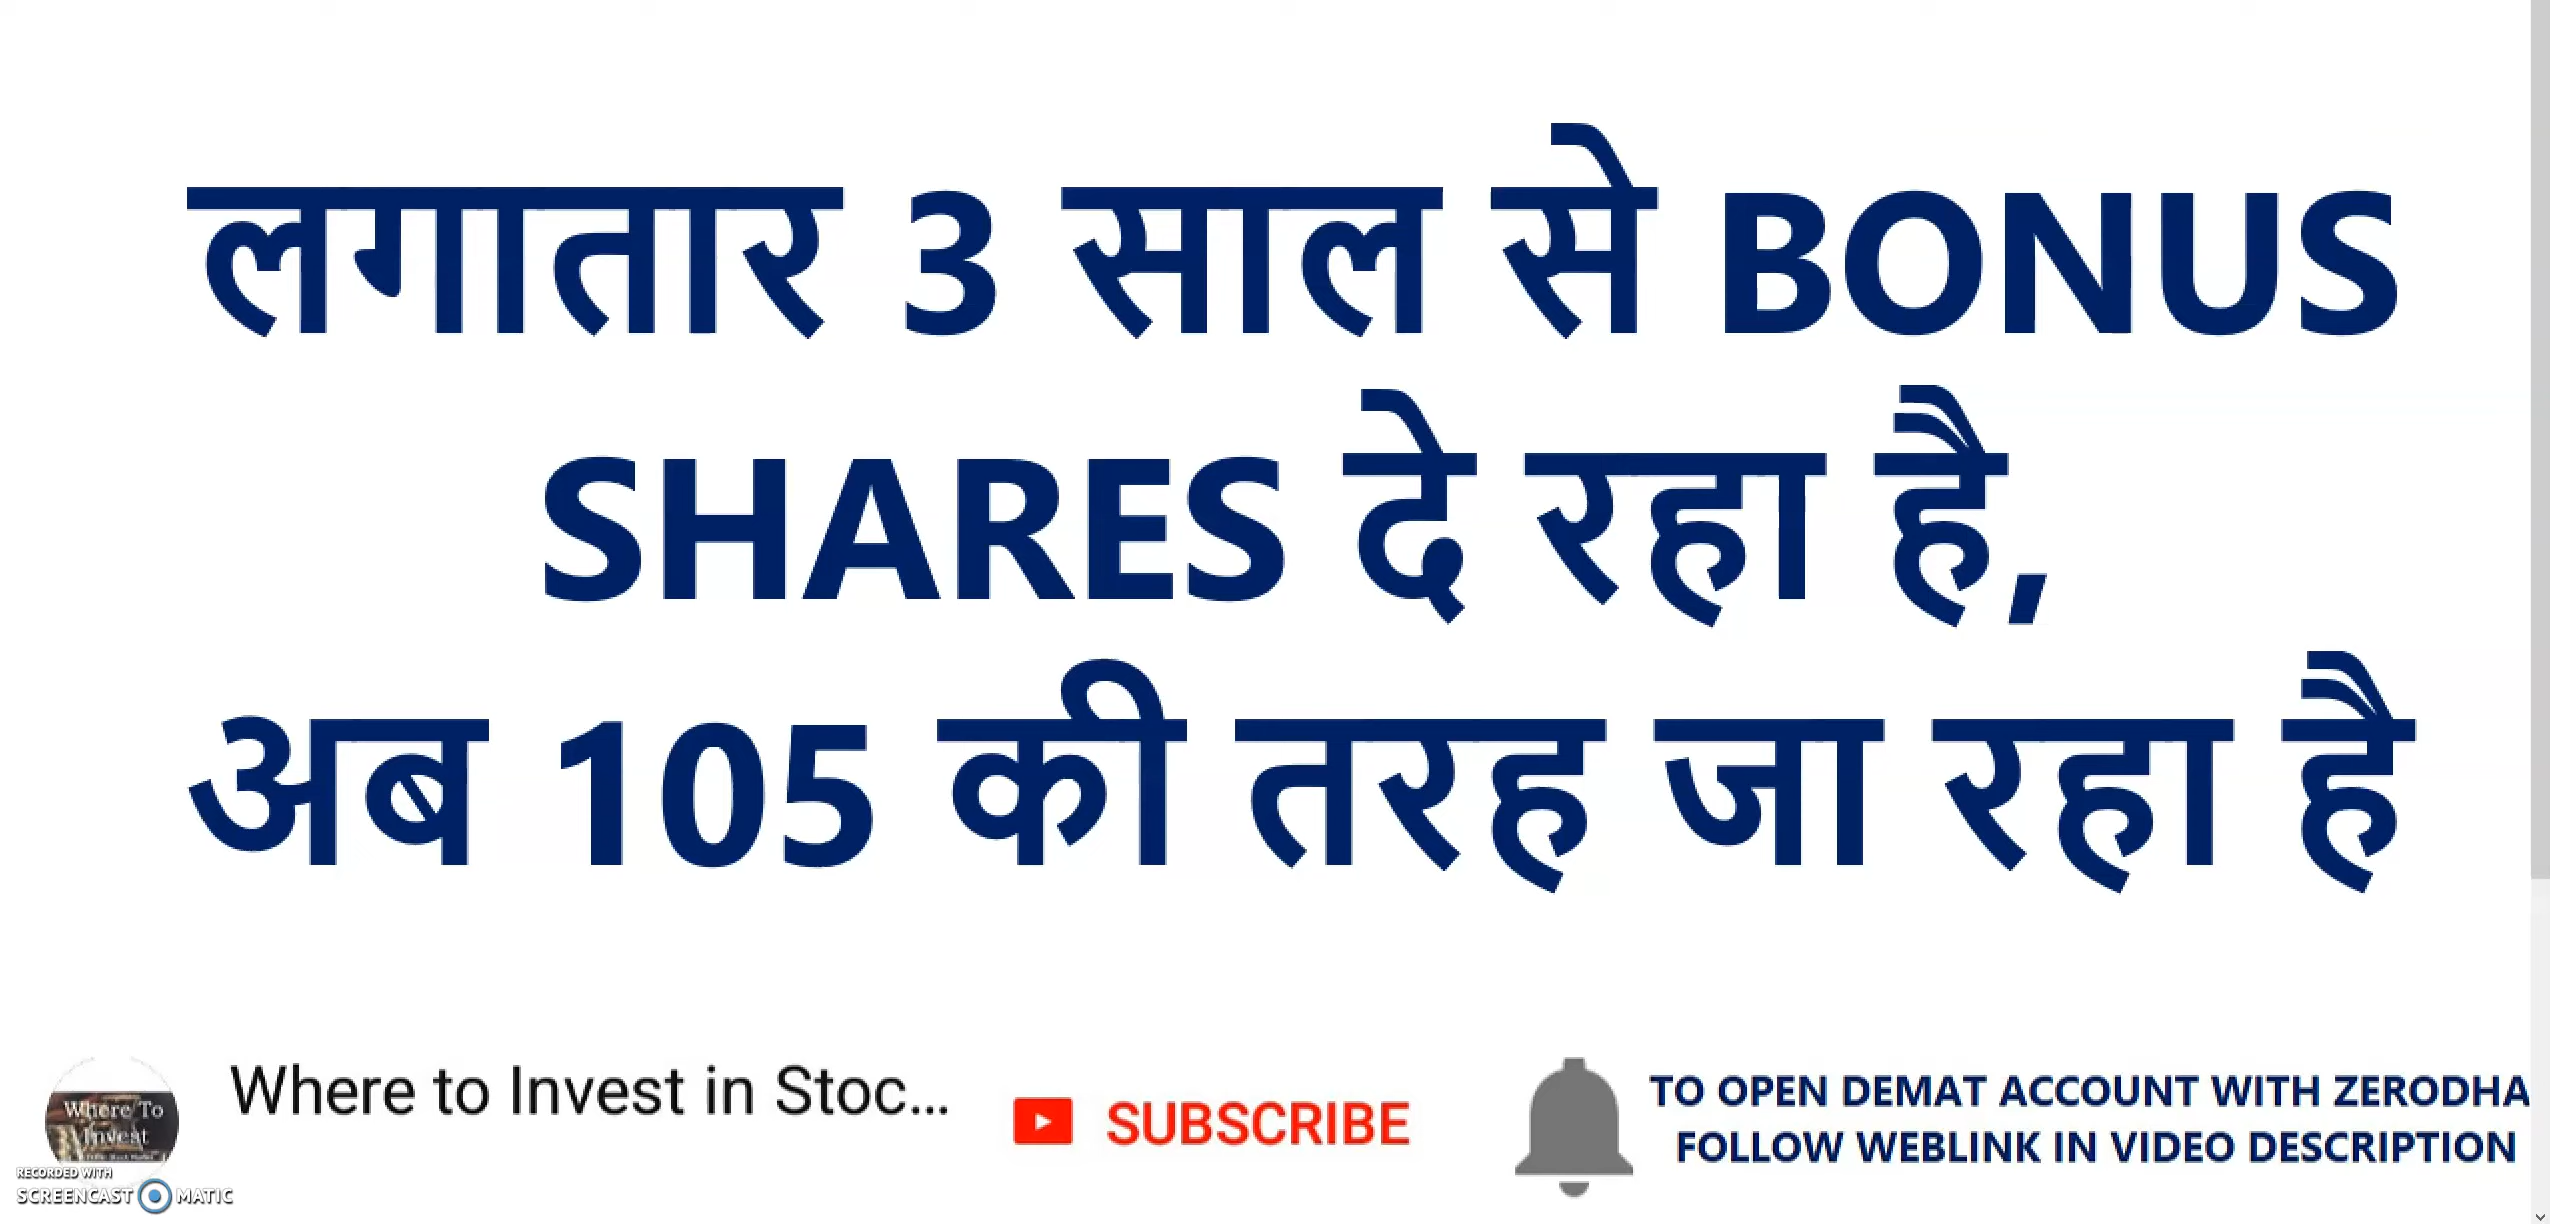 लगातार 3 साल से BONUS
SHARES दे रहा है,
अब 105 की तरह जा रहा है
Where to Invest in Stoc...
SUBSCRIBE
TO OPEN DEMAT ACCOUNT WITH ZERODHA
FOLLOW WEBLINK IN VIDEO DESCRIPTION
Where To
Invest
RECORDED WITH
SCREENCAST MATIC